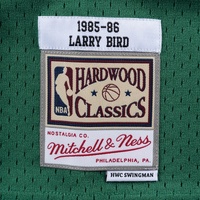 1985-86
LARRY BIRD
HARDWOOD
NBA
CLASSICS
NOSTALGIA CO.
Mitchell & Ness
PHILADELPHIA, PA.
HWC SWINGMAN